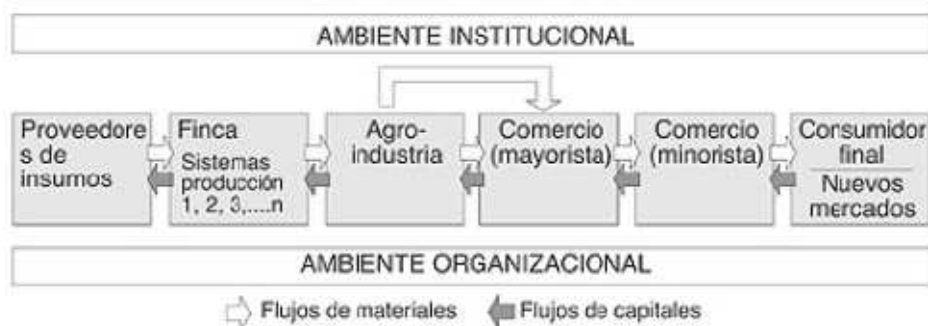 AMBIENTE INSTITUCIONAL
Proveedore
s de
insumos
Finca
Sistemas
producción
1, 2, 3,....n
Agro-
industria
Comercio
(mayorista)
Comercio
(minorista)
Consumidor
final
Nuevos
mercados
AMBIENTE ORGANIZACIONAL
Flujos de materiales
Flujos de capitales